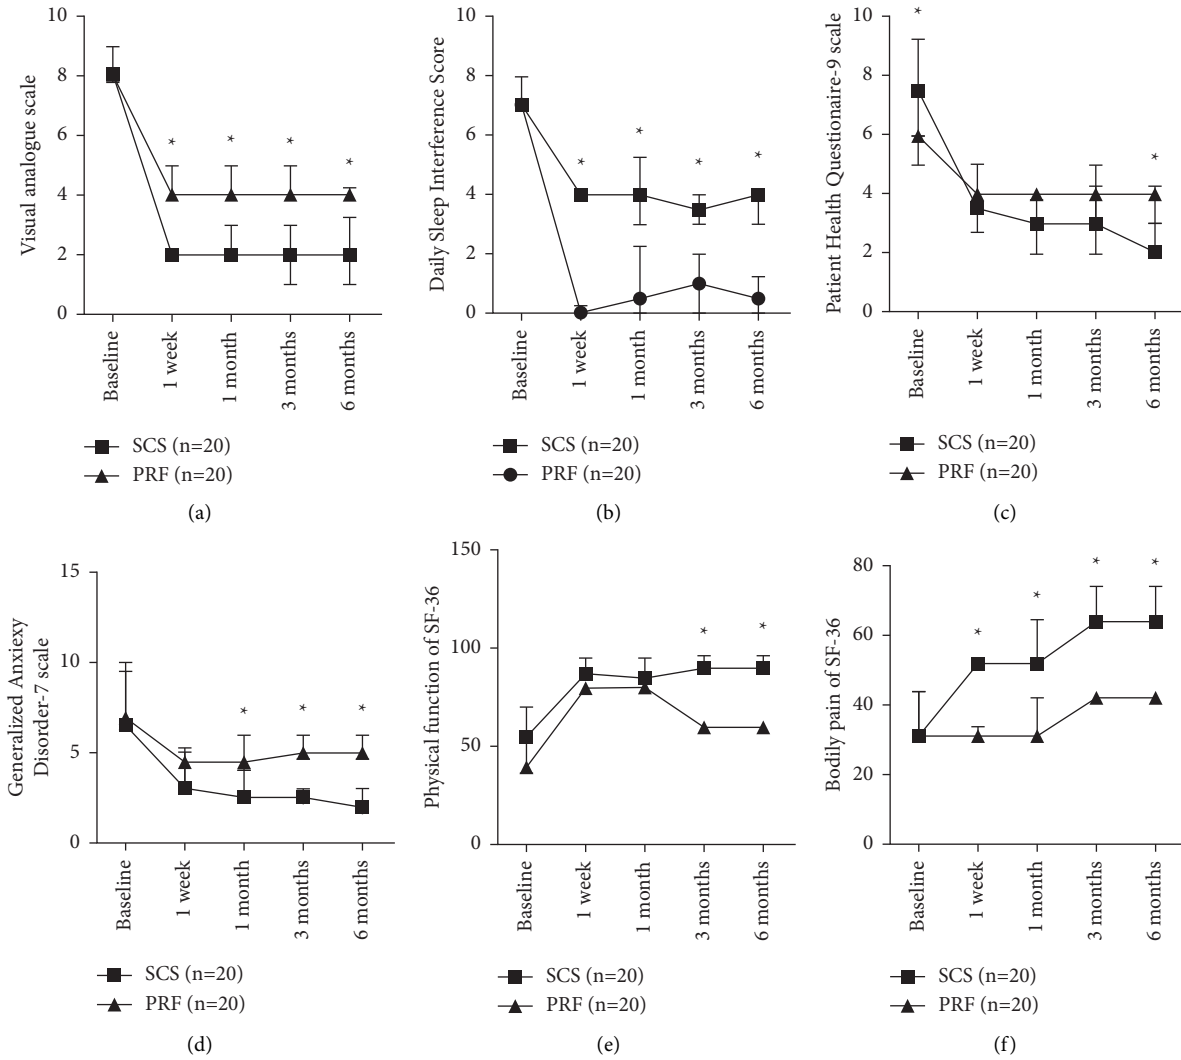 Visual analogue scale
10
8
6
4
2
0
*
*
*
*
Baseline
1 week
1 month
3 months
6 months
SCS (n=20)
PRF (n=20)
(a)
Daily Sleep Interference Score
10
8
6
4
2
0
*
*
*
*
Baseline
1 week
1 month
3 months
6 months
SCS (n=20)
PRF (n=20)
(b)
Patient Health Questionaire-9 scale
10
8
6
4
2
0
*
*
Baseline
1 week
1 month
3 months
6 months
SCS (n=20)
PRF (n=20)
(c)
Generalized Anxiexy
Disorder-7 scale
15
10
5
0
*
*
*
Baseline
1 week
1 month
3 months
6 months
SCS (n=20)
PRF (n=20)
(d)
Physical function of SF-36
150
100
50
0
*
*
Baseline
1 week
1 month
3 months
6 months
SCS (n=20)
PRF (n=20)
(e)
Bodily pain of SF-36
80
60
40
20
0
*
*
*
*
Baseline
1 week
1 month
3 months
6 months
SCS (n=20)
PRF (n=20)
(f)